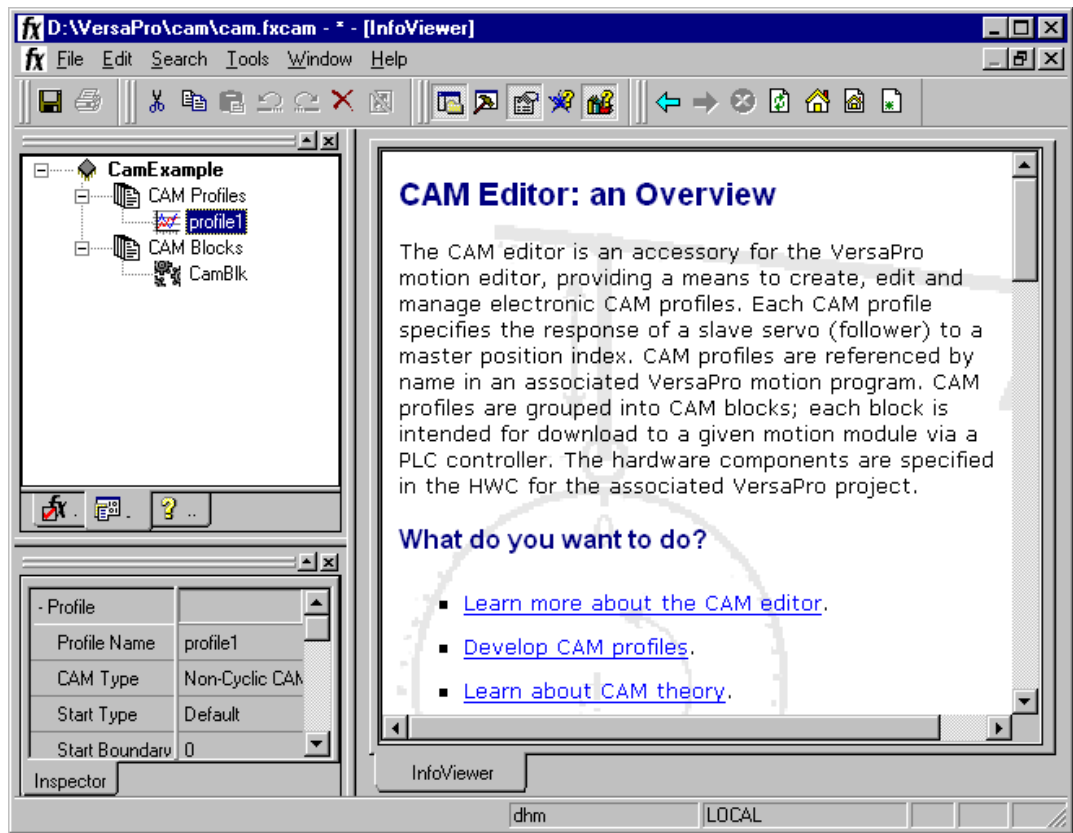 fx D:\VersaPro\cam\cam.fxcam - * - [InfoViewer]
fx File Edit Search Tools Window Help
CamExample
CAM Profiles
profile1
CAM Blocks
CamBlk
fx . . ? ..
- Profile
Profile Name profile1
CAM Type Non-Cyclic CAM
Start Type Default
Start Boundary 0
Inspector
CAM Editor: an Overview
The CAM editor is an accessory for the VersaPro
motion editor, providing a means to create, edit and
manage electronic CAM profiles. Each CAM profile
specifies the response of a slave servo (follower) to a
master position index. CAM profiles are referenced by
name in an associated VersaPro motion program. CAM
profiles are grouped into CAM blocks; each block is
intended for download to a given motion module via a
PLC controller. The hardware components are specified
in the HWC for the associated VersaPro project.
What do you want to do?
Learn more about the CAM editor.
Develop CAM profiles.
Learn about CAM theory.
InfoViewer
dhm LOCAL